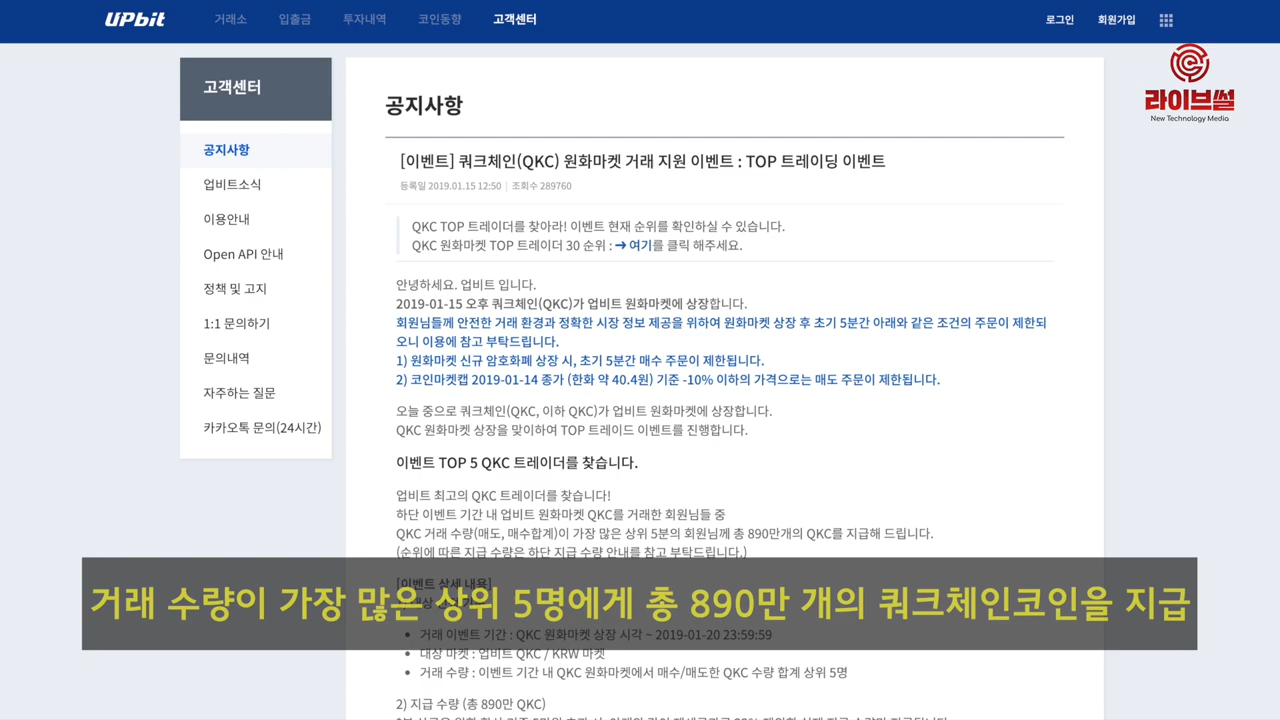 UPbit 거래소 입출금 투자내역 코인동향 고객센터 로그인 회원가입
라이브썰
New Technology Media
고객센터
공지사항
업비트소식
이용안내
Open API 안내
정책 및 고지
1:1 문의하기
문의내역
자주하는 질문
카카오톡 문의(24시간)
공지사항
[이벤트] 쿼크체인(QKC) 원화마켓 거래 지원 이벤트 : TOP 트레이딩 이벤트
등록일 2019.01.15 12:50 | 조회수 289760
QKC TOP 트레이더를 찾아라! 이벤트 현재 순위를 확인하실 수 있습니다.
QKC 원화마켓 TOP 트레이더 30 순위 : ➔ 여기를 클릭 해주세요.
안녕하세요. 업비트 입니다.
2019-01-15 오후 쿼크체인(QKC)가 업비트 원화마켓에 상장합니다.
회원님들께 안전한 거래 환경과 정확한 시장 정보 제공을 위하여 원화마켓 상장 후 초기 5분간 아래와 같은 조건의 주문이 제한되
오니 이용에 참고 부탁드립니다.
1) 원화마켓 신규 암호화폐 상장 시, 초기 5분간 매수 주문이 제한됩니다.
2) 코인마켓캡 2019-01-14 종가 (한화 약 40.4원) 기준 -10% 이하의 가격으로는 매도 주문이 제한됩니다.
오늘 중으로 쿼크체인(QKC, 이하 QKC)가 업비트 원화마켓에 상장합니다.
QKC 원화마켓 상장을 맞이하여 TOP 트레이드 이벤트를 진행합니다.
이벤트 TOP 5 QKC 트레이더를 찾습니다.
업비트 최고의 QKC 트레이더를 찾습니다!
하단 이벤트 기간 내 업비트 원화마켓 QKC를 거래한 회원님들 중
QKC 거래 수량(매도, 매수합계)이 가장 많은 상위 5분의 회원님께 총 890만개의 QKC를 지급해 드립니다.
(순위에 따른 지급 수량은 하단 지급 수량 안내를 참고 부탁드립니다.)
[이벤트 상세 내용]
거래 수량이 가장 많은 상위 5명에게 총 890만 개의 쿼크체인코인을 지급
• 거래 이벤트 기간 : QKC 원화마켓 상장 시각 ~ 2019-01-20 23:59:59
• 대상 마켓 : 업비트 QKC / KRW 마켓
• 거래 수량 : 이벤트 기간 내 QKC 원화마켓에서 매수/매도한 QKC 수량 합계 상위 5명
2) 지급 수량 (총 890만 QKC)